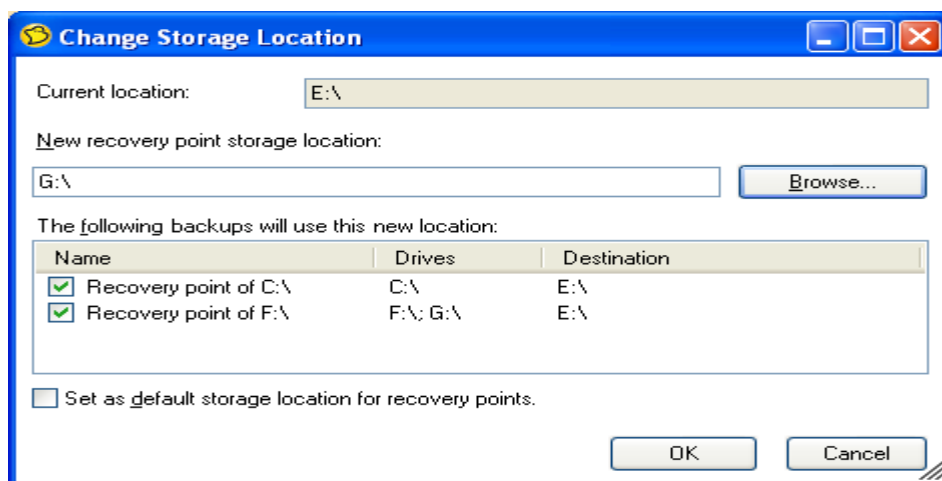 Change Storage Location
Current location: E:\
New recovery point storage location:
G:\ Browse...
The following backups will use this new location:
Name Drives Destination
Recovery point of C:\ C:\ E:\
Recovery point of F:\ F:\; G:\ E:\
Set as default storage location for recovery points.
OK Cancel